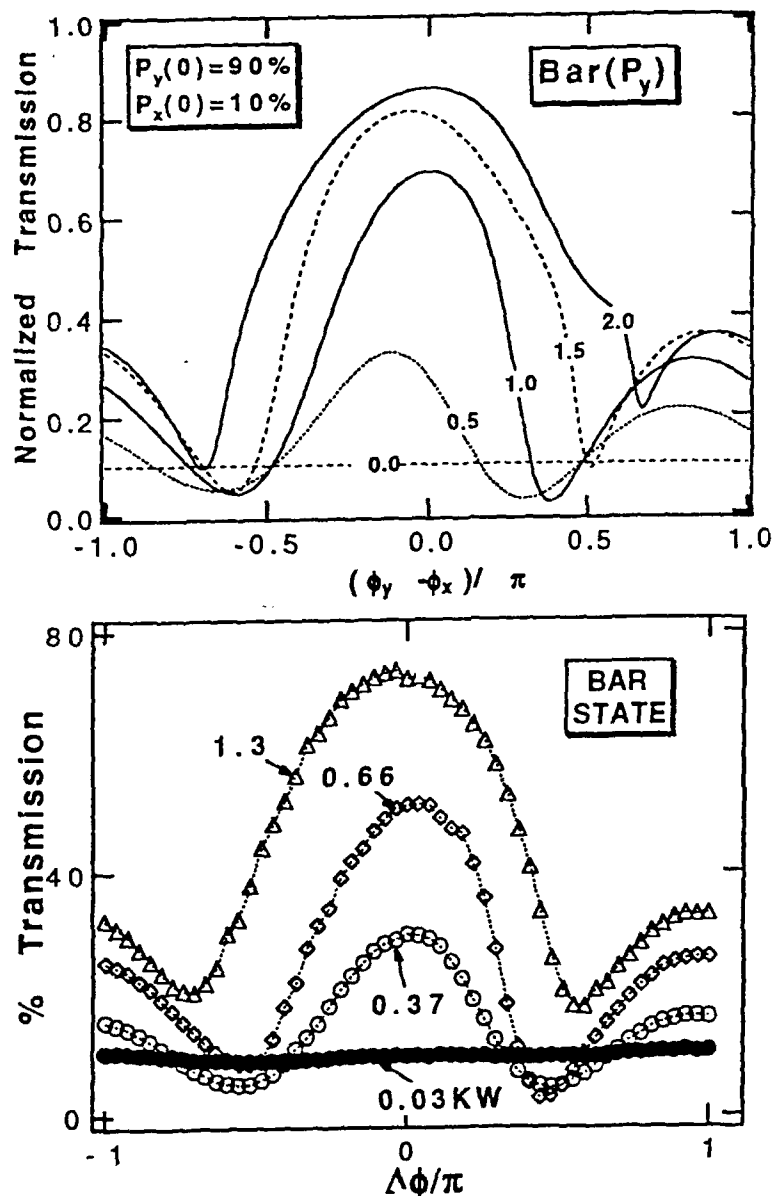 1.0
0.8
0.6
0.4
0.2
0.0
Normalized Transmission
P_y(0)=90%
P_x(0)=10%
Bar(P_y)
2.0
1.5
1.0
0.5
0.0
-1.0
-0.5
0.0
0.5
1.0
(ϕ_y -ϕ_x)/ π
80
40
0
% Transmission
BAR
STATE
1.3
0.66
0.37
0.03KW
-1
0
1
Δϕ/π